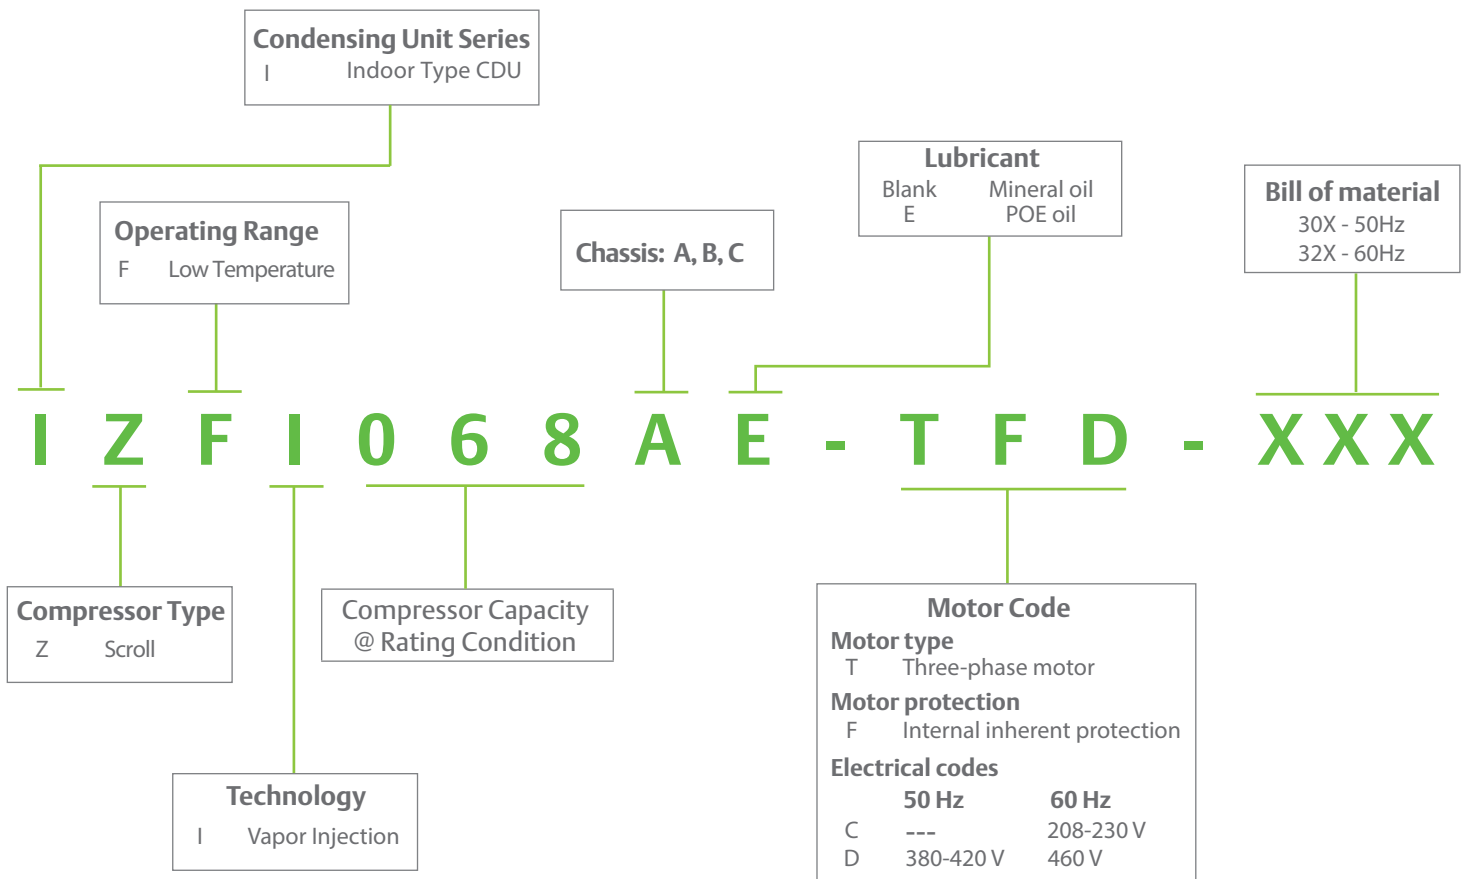 Condensing Unit Series
I Indoor Type CDU
Operating Range
F Low Temperature
Chassis: A, B, C
Lubricant
Blank Mineral oil
E POE oil
Bill of material
30X - 50Hz
32X - 60Hz
I Z F I 0 6 8 A E - T F D - X X X
Compressor Type
Z Scroll
Technology
I Vapor Injection
Compressor Capacity
@ Rating Condition
Motor Code
Motor type
T Three-phase motor
Motor protection
F Internal inherent protection
Electrical codes
50 Hz 60 Hz
C --- 208-230 V
D 380-420 V 460 V